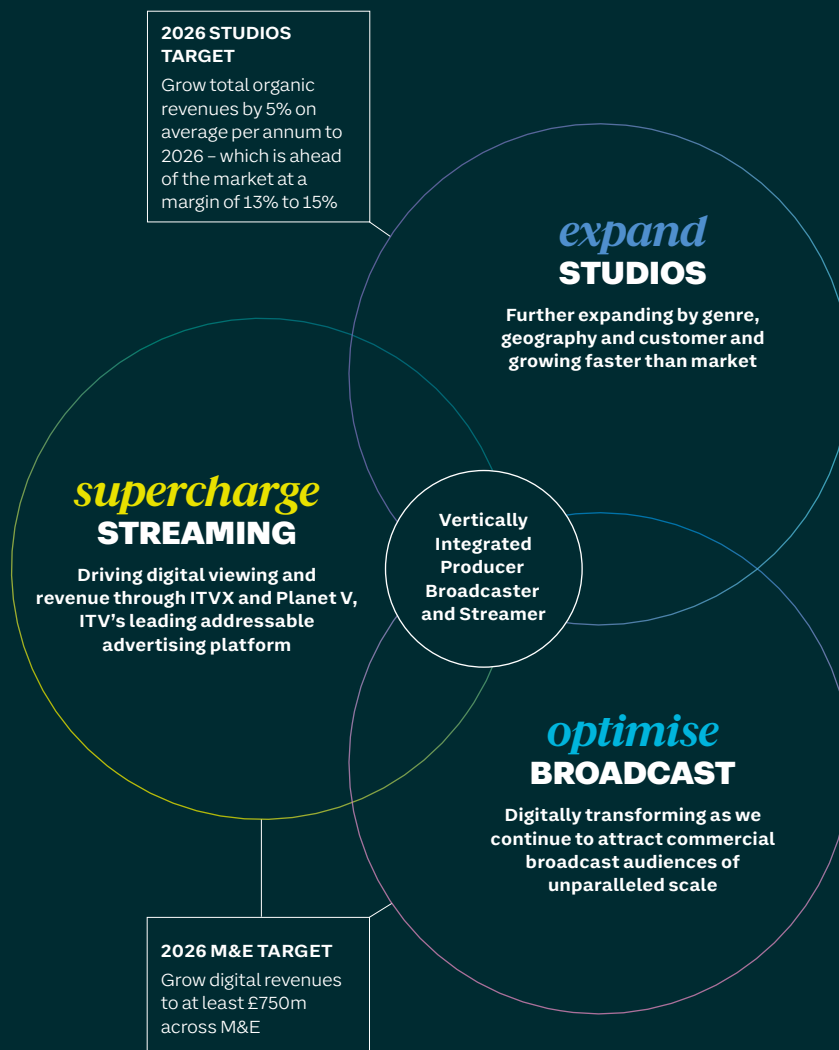 2026 STUDIOS
TARGET
Grow total organic
revenues by 5% on
average per annum to
2026 – which is ahead
of the market at a
margin of 13% to 15%
expand
STUDIOS
Further expanding by genre,
geography and customer and
growing faster than market
supercharge
STREAMING
Driving digital viewing and
revenue through ITVX and Planet V,
ITV’s leading addressable
advertising platform
Vertically
Integrated
Producer
Broadcaster
and Streamer
optimise
BROADCAST
Digitally transforming as we
continue to attract commercial
broadcast audiences of
unparalleled scale
2026 M&E TARGET
Grow digital revenues
to at least £750m
across M&E